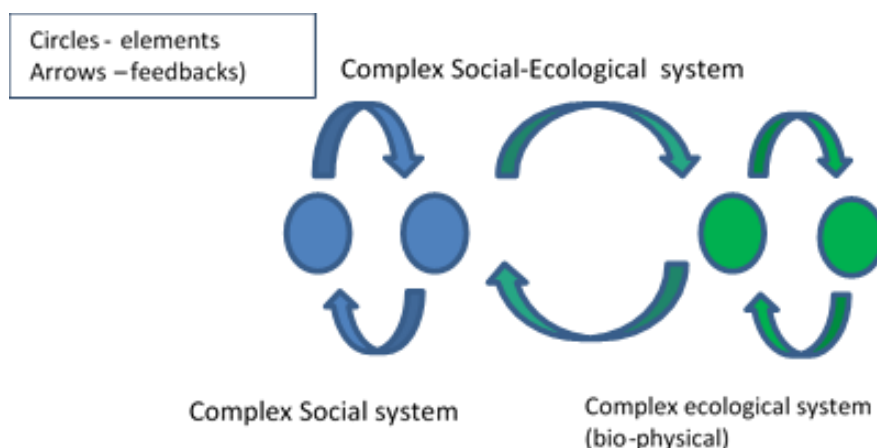 Circles - elements
Arrows – feedbacks)
Complex Social-Ecological system
Complex Social system
Complex ecological system
(bio-physical)